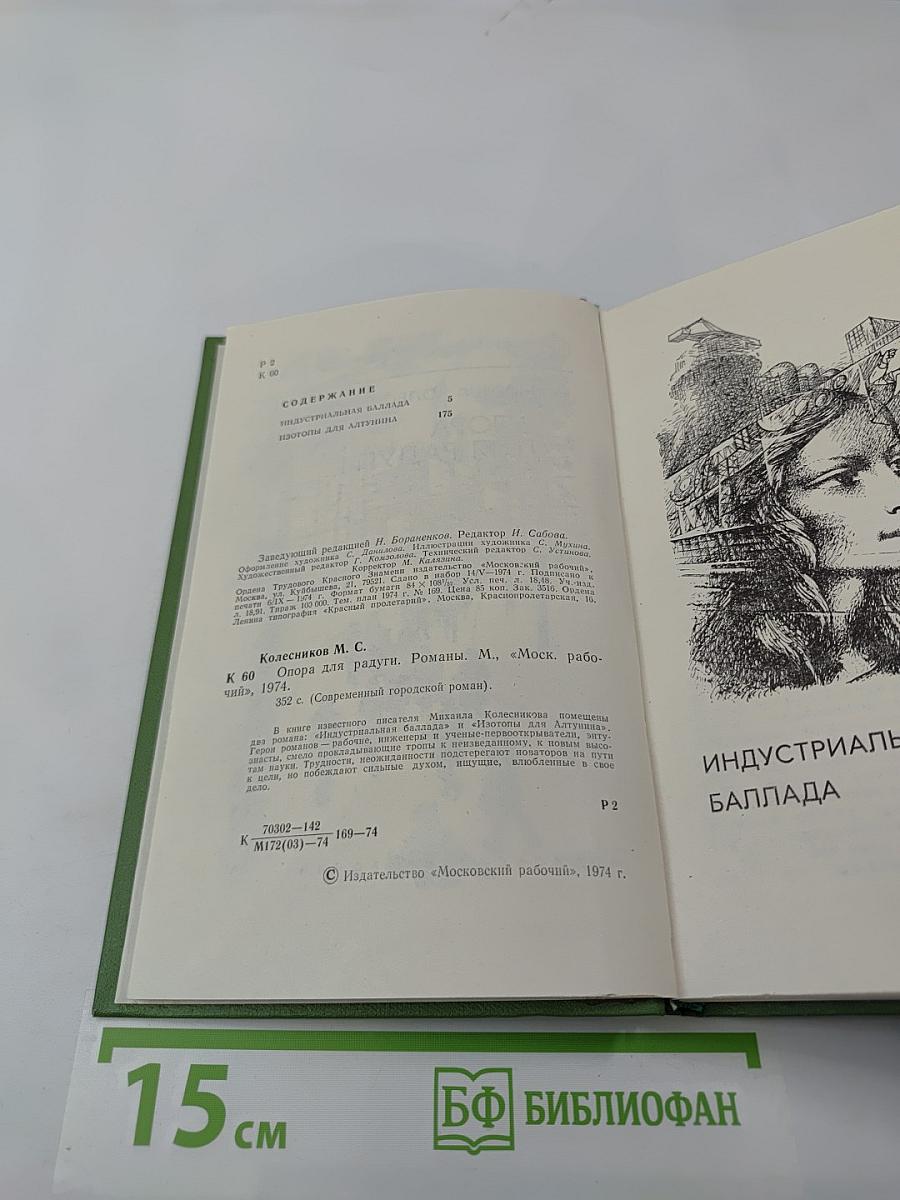 Р 2
К 60
СОДЕРЖАНИЕ
ИНДУСТРИАЛЬНАЯ БАЛЛАДА 5
ИЗОТОПЫ ДЛЯ АЛТУНИНА 175
Заведующий редакцией Н. Бораненков. Редактор И. Сабова.
Оформление художника С. Данилова. Иллюстрации художника С. Мухина.
Художественный редактор Г. Комзолова. Технический редактор С. Устинова.
Корректор М. Калязина.
Ордена Трудового Красного Знамени издательство «Московский рабочий».
Москва, ул. Куйбышева, 21, 79521. Сдано в набор 14/V—1974 г. Подписано к
печати 6/IX—1974 г. Формат бумаги 84 × 108¹/₃₂. Усл. печ. л. 18,48. Уч.-изд.
л. 18,91. Тираж 100 000. Тем. план 1974 г. № 169. Цена 85 коп. Зак. 3516. Ордена
Ленина типография «Красный пролетарий». Москва, Краснопролетарская, 16.
Колесников М. С.
К 60 Опора для радуги. Романы. М., «Моск. рабо-
чий», 1974.
352 с. (Современный городской роман).
В книге известного писателя Михаила Колесникова помещены
два романа: «Индустриальная баллада» и «Изотопы для Алтунина».
Герои романов — рабочие, инженеры и ученые-первооткрыватели, энту-
зиасты, смело прокладывающие тропы к неизведанному, к новым высо-
там науки. Трудности, неожиданности подстерегают новаторов на пути
к цели, но побеждают сильные духом, ищущие, влюбленные в свое
дело.
Р 2
К 70302—142
М172(03)—74 169—74
© Издательство «Московский рабочий», 1974 г.
ИНДУСТРИАЛЬ
БАЛЛАДА
15 см
БФ БИБЛИОФАН